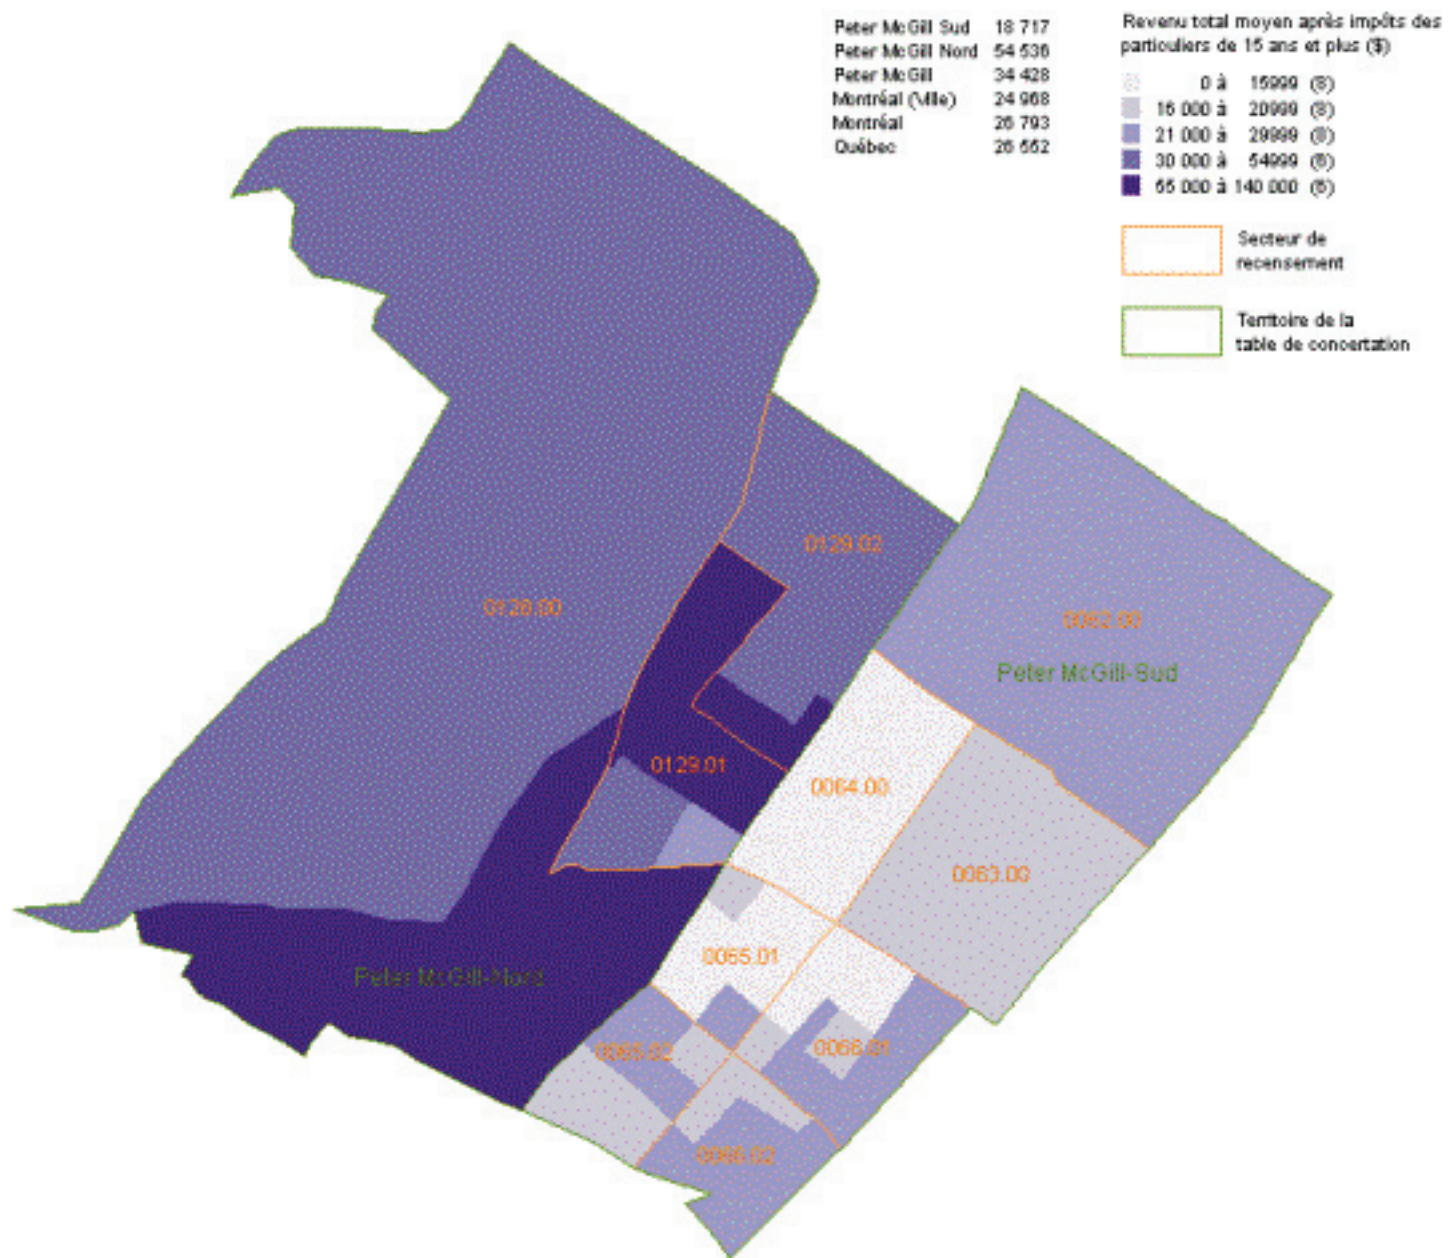 Peter McGill Sud 18 717
Peter McGill Nord 54 536
Peter McGill 34 428
Montréal (Ville) 24 968
Montréal 26 793
Québec 26 552
Revenu total moyen après impôts des
particuliers de 15 ans et plus ($)
0 à 15999
16 000 à 20999
21 000 à 29999
30 000 à 54999
55 000 à 140 000
Secteur de
recensement
Territoire de la
table de concertation
0129.02
0128.00
0062.00
Peter McGill-Sud
0129.01
0064.00
0063.00
0065.01
Peter McGill-Nord
0065.02
0066.01
0066.02